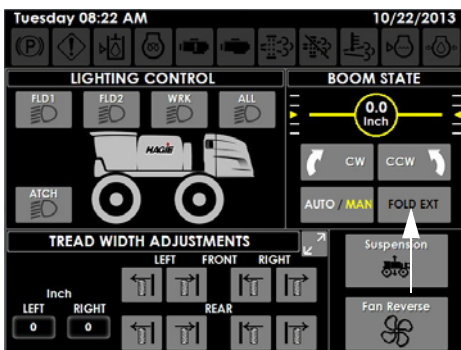 Tuesday 08:22 AM 10/22/2013
(P)
LIGHTING CONTROL
FLD1 FLD2 WRK ALL
HAGIE
ATCH
BOOM STATE
0.0
Inch
CW CCW
AUTO / MAN FOLD EXT
TREAD WIDTH ADJUSTMENTS
LEFT FRONT RIGHT
Inch
LEFT RIGHT
REAR
0 0
Suspension
Fan Reverse